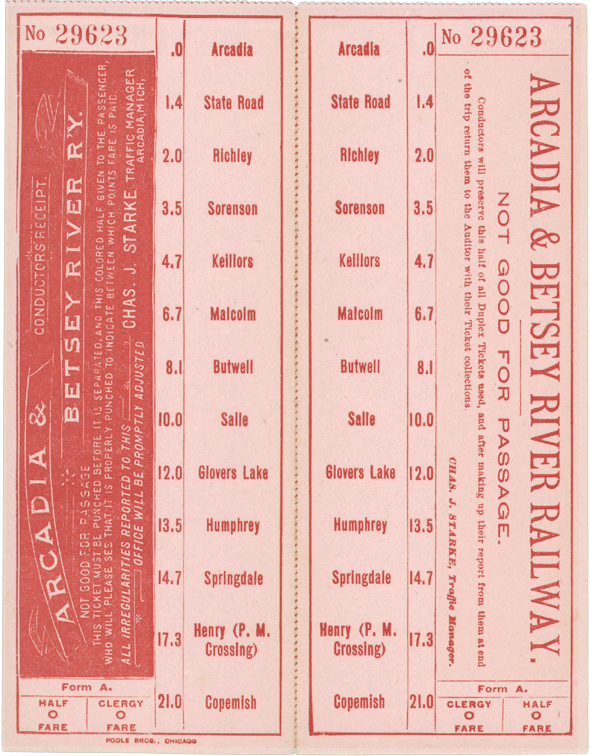 No 29623
CONDUCTORS RECEIPT.
ARCADIA &
BETSEY RIVER R'Y.
NOT GOOD FOR PASSAGE
THIS TICKET MUST BE PUNCHED BEFORE IT IS SEPARATED, AND THIS COLORED HALF GIVEN TO THE PASSENGER,
WHO WILL PLEASE SEE THAT IT IS PROPERLY PUNCHED TO INDICATE BETWEEN WHICH POINTS FARE IS PAID.
ALL IRREGULARITIES REPORTED TO THIS
OFFICE WILL BE PROMPTLY ADJUSTED
CHAS. J. STARKE TRAFFIC MANAGER
ARCADIA, MICH.
Form A.
HALF O FARE
CLERGY O FARE
.0 Arcadia
1.4 State Road
2.0 Richley
3.5 Sorenson
4.7 Keillors
6.7 Malcolm
8.1 Butwell
10.0 Salle
12.0 Glovers Lake
13.5 Humphrey
14.7 Springdale
17.3 Henry (P. M.
Crossing)
21.0 Copemish
POOLE BROS., CHICAGO
Arcadia .0
State Road 1.4
Richley 2.0
Sorenson 3.5
Keillors 4.7
Malcolm 6.7
Butwell 8.1
Salle 10.0
Glovers Lake 12.0
Humphrey 13.5
Springdale 14.7
Henry (P. M.
Crossing) 17.3
Copemish 21.0
No 29623
ARCADIA & BETSEY RIVER RAILWAY.
NOT GOOD FOR PASSAGE.
Conductors will preserve this half of all Duplex Tickets used, and after making up their report from them at end
of the trip return them to the Auditor with their Ticket collections.
CHAS. J. STARKE, Traffic Manager.
Form A.
CLERGY O FARE
HALF O FARE